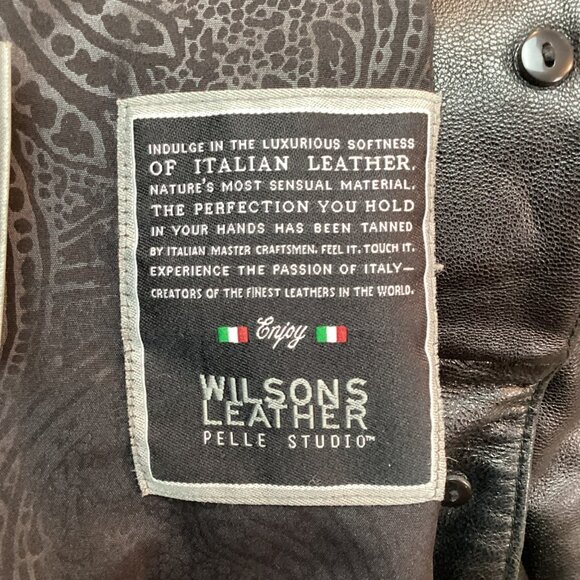 INDULGE IN THE LUXURIOUS SOFTNESS
OF ITALIAN LEATHER.
NATURE'S MOST SENSUAL MATERIAL.
THE PERFECTION YOU HOLD
IN YOUR HANDS HAS BEEN TANNED
BY ITALIAN MASTER CRAFTSMEN. FEEL IT. TOUCH IT.
EXPERIENCE THE PASSION OF ITALY—
CREATORS OF THE FINEST LEATHERS IN THE WORLD.
Enjoy
WILSONS
LEATHER
PELLE STUDIO™